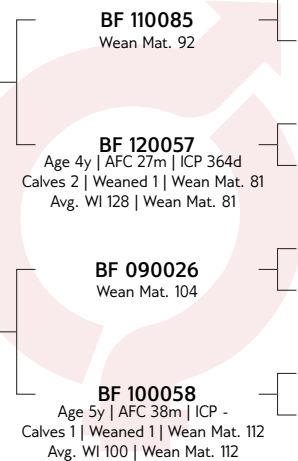 BF 110085
Wean Mat. 92
BF 120057
Age 4y | AFC 27m | ICP 364d
Calves 2 | Weaned 1 | Wean Mat. 81
Avg. WI 128 | Wean Mat. 81
BF 090026
Wean Mat. 104
BF 100058
Age 5y | AFC 38m | ICP -
Calves 1 | Weaned 1 | Wean Mat. 112
Avg. WI 100 | Wean Mat. 112